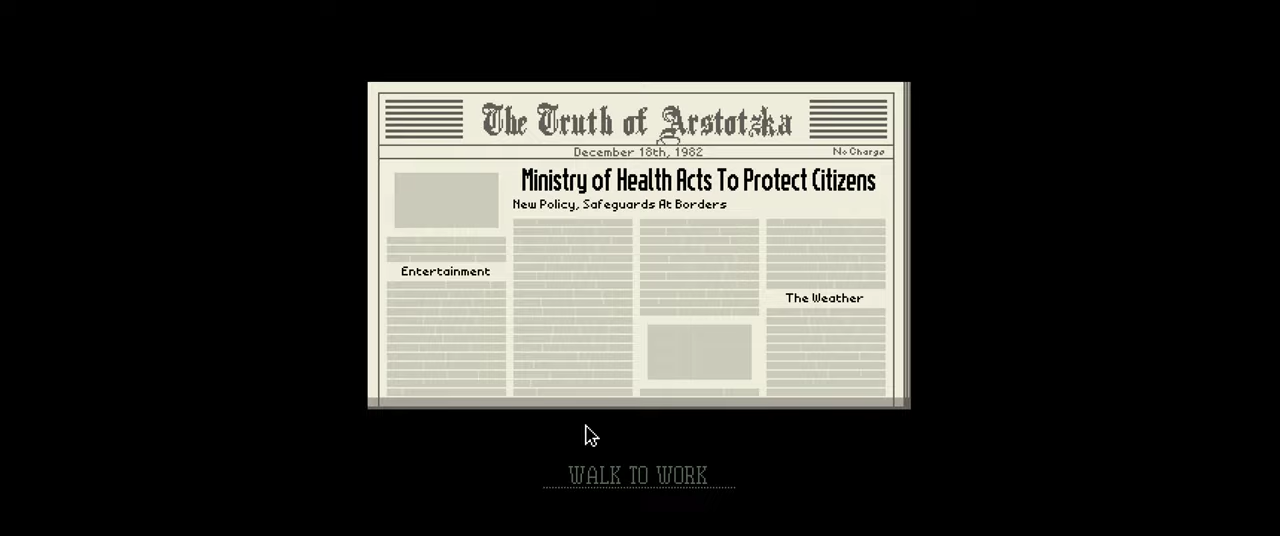 The Truth of Arstotzka
December 18th, 1982
No Charge
Ministry of Health Acts To Protect Citizens
New Policy, Safeguards At Borders
Entertainment
The Weather
WALK TO WORK